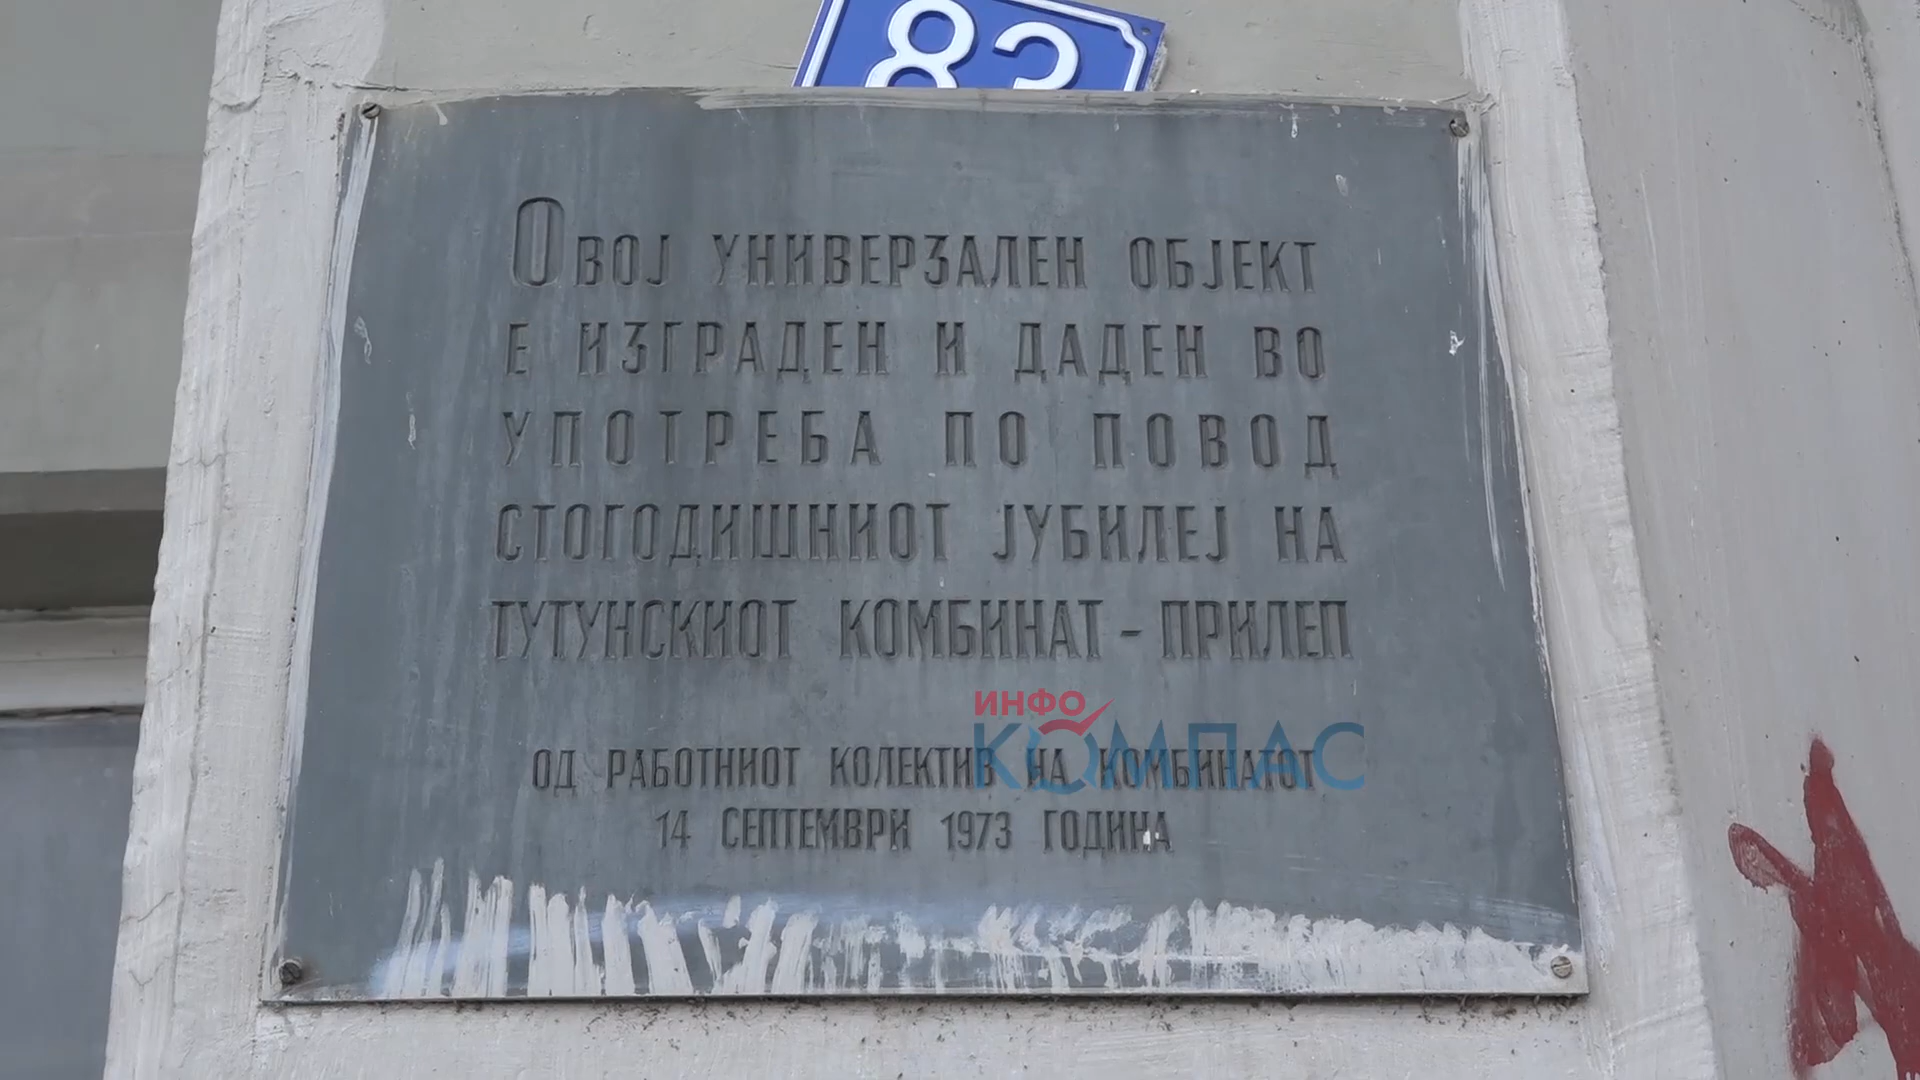 83
Овој УНИВЕРЗАЛЕН ОБЈЕКТ
Е ИЗГРАДЕН И ДАДЕН ВО
УПОТРЕБА ПО ПОВОД
СТОГОДИШНИОТ ЈУБИЛЕЈ НА
ТУТУНСКИОТ КОМБИНАТ - ПРИЛЕП
ИНФО
КОМПАС
ОД РАБОТНИОТ КОЛЕКТИВ НА КОМБИНАТОТ
14 СЕПТЕМВРИ 1973 ГОДИНА